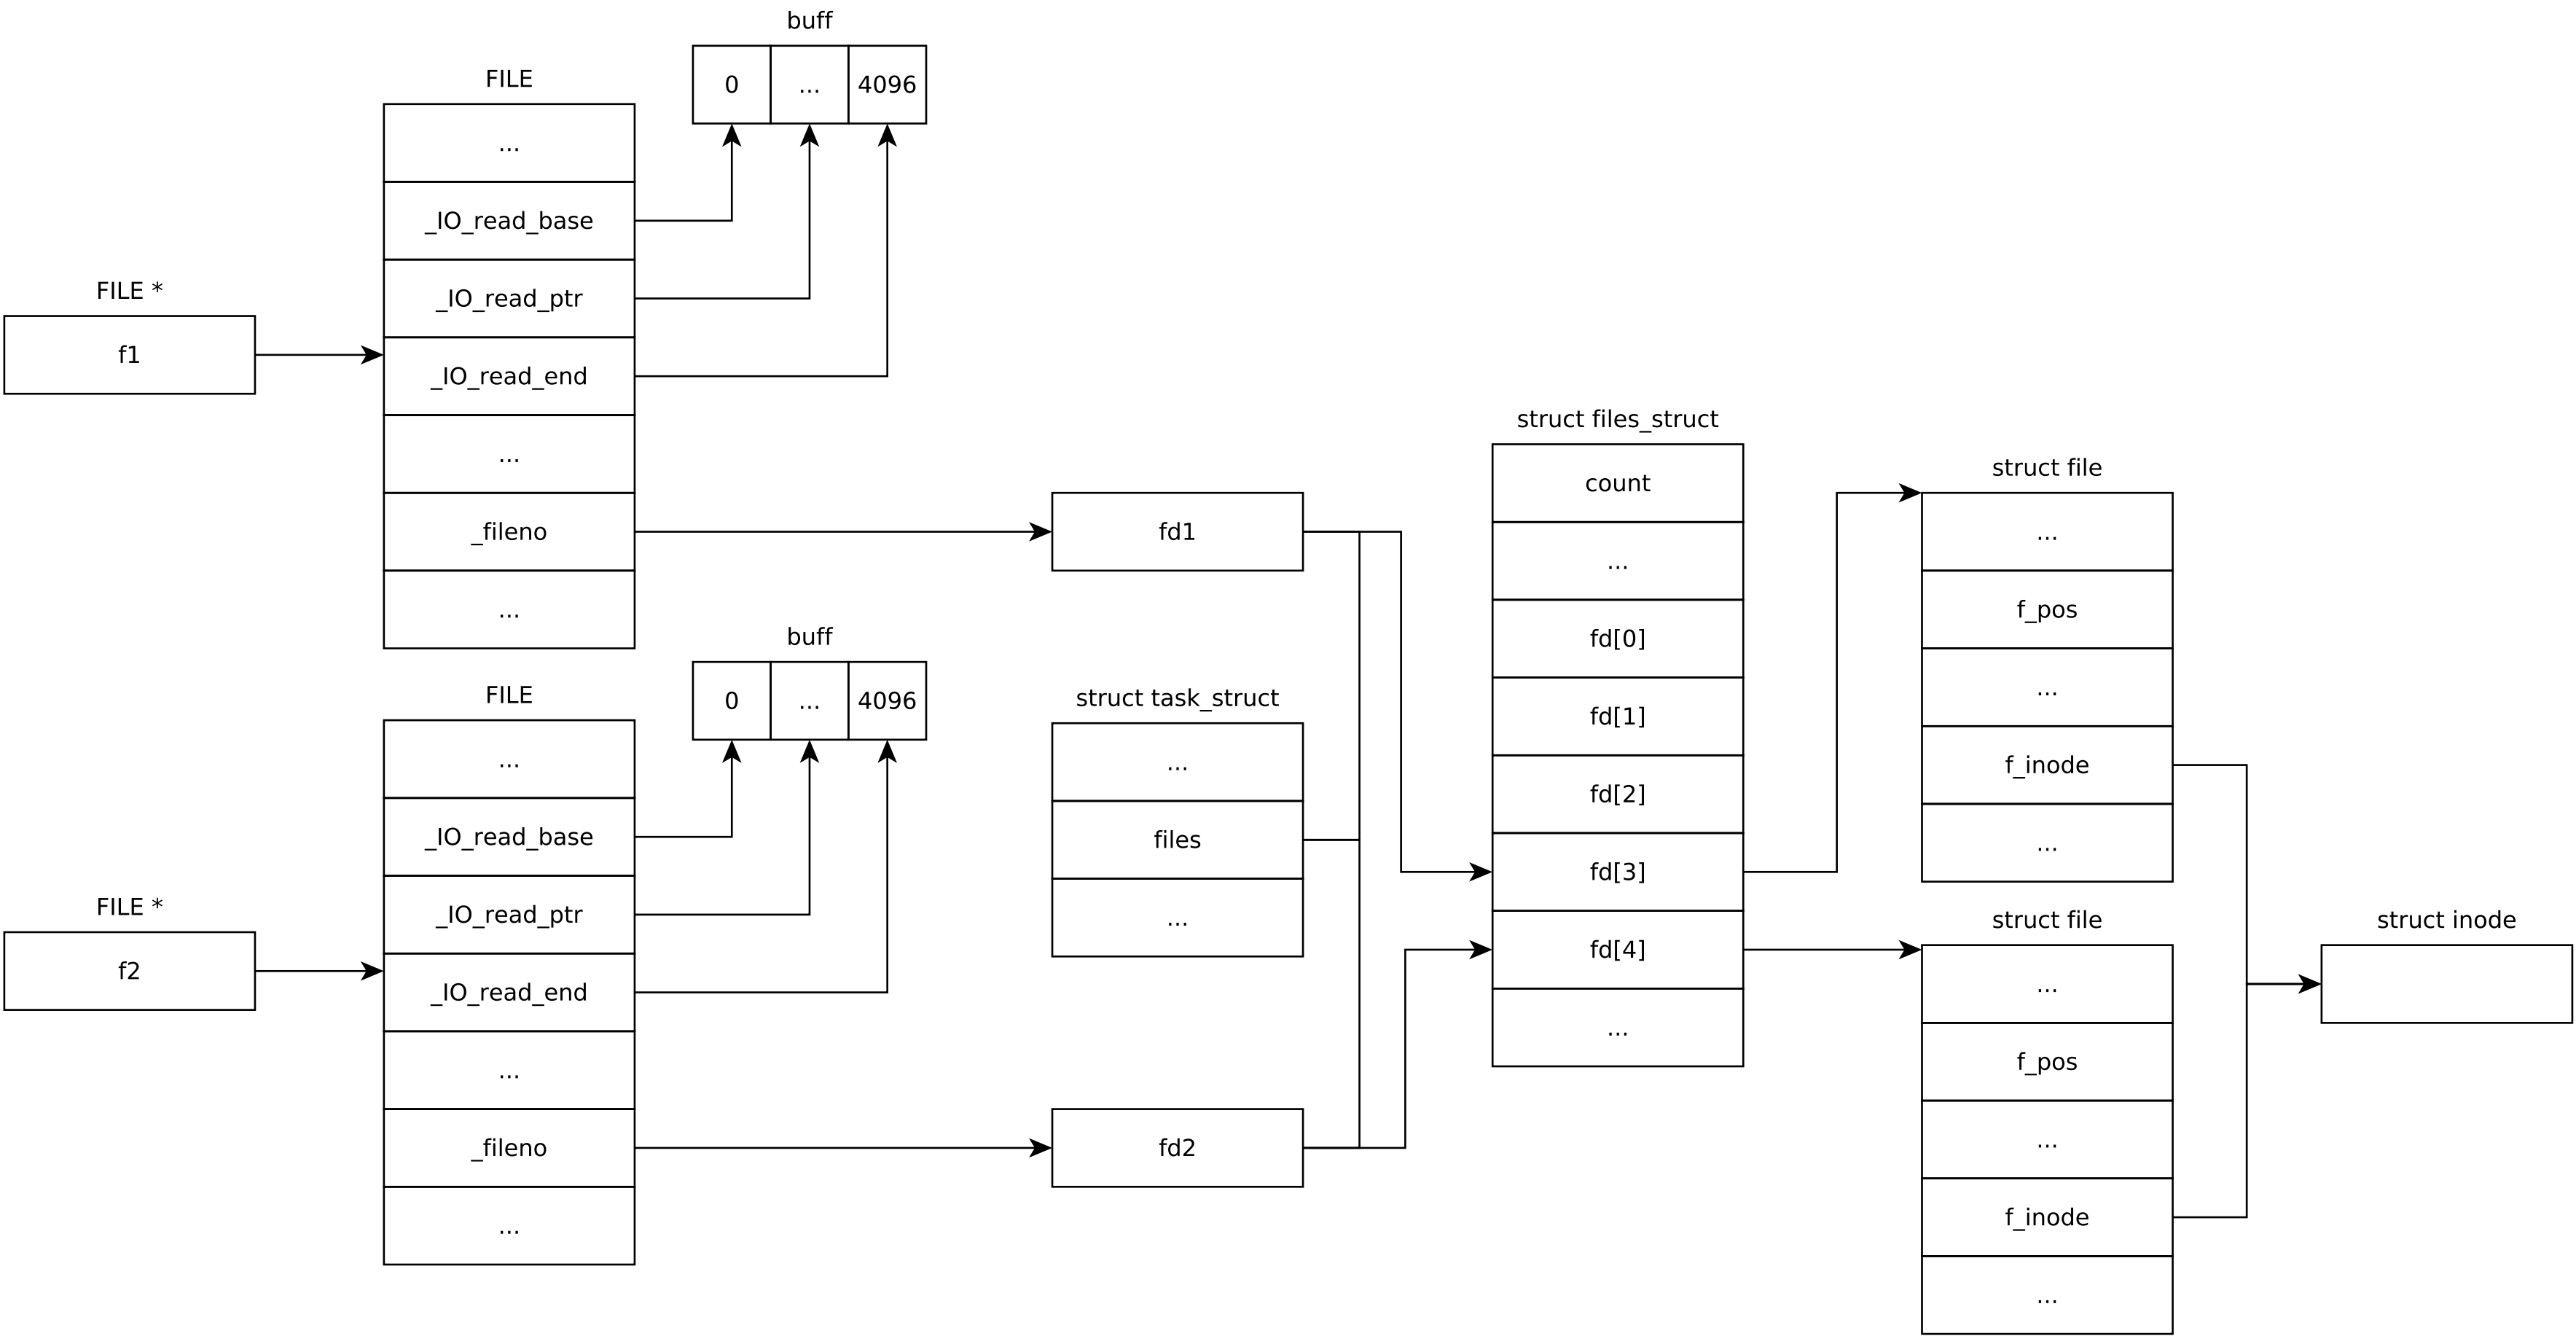 buff
0
...
4096
FILE
...
_IO_read_base
_IO_read_ptr
_IO_read_end
...
_fileno
...
FILE *
f1
buff
0
...
4096
FILE
...
_IO_read_base
_IO_read_ptr
_IO_read_end
...
_fileno
...
FILE *
f2
fd1
struct task_struct
...
files
...
fd2
struct files_struct
count
...
fd[0]
fd[1]
fd[2]
fd[3]
fd[4]
...
struct file
...
f_pos
...
f_inode
...
struct file
...
f_pos
...
f_inode
...
struct inode